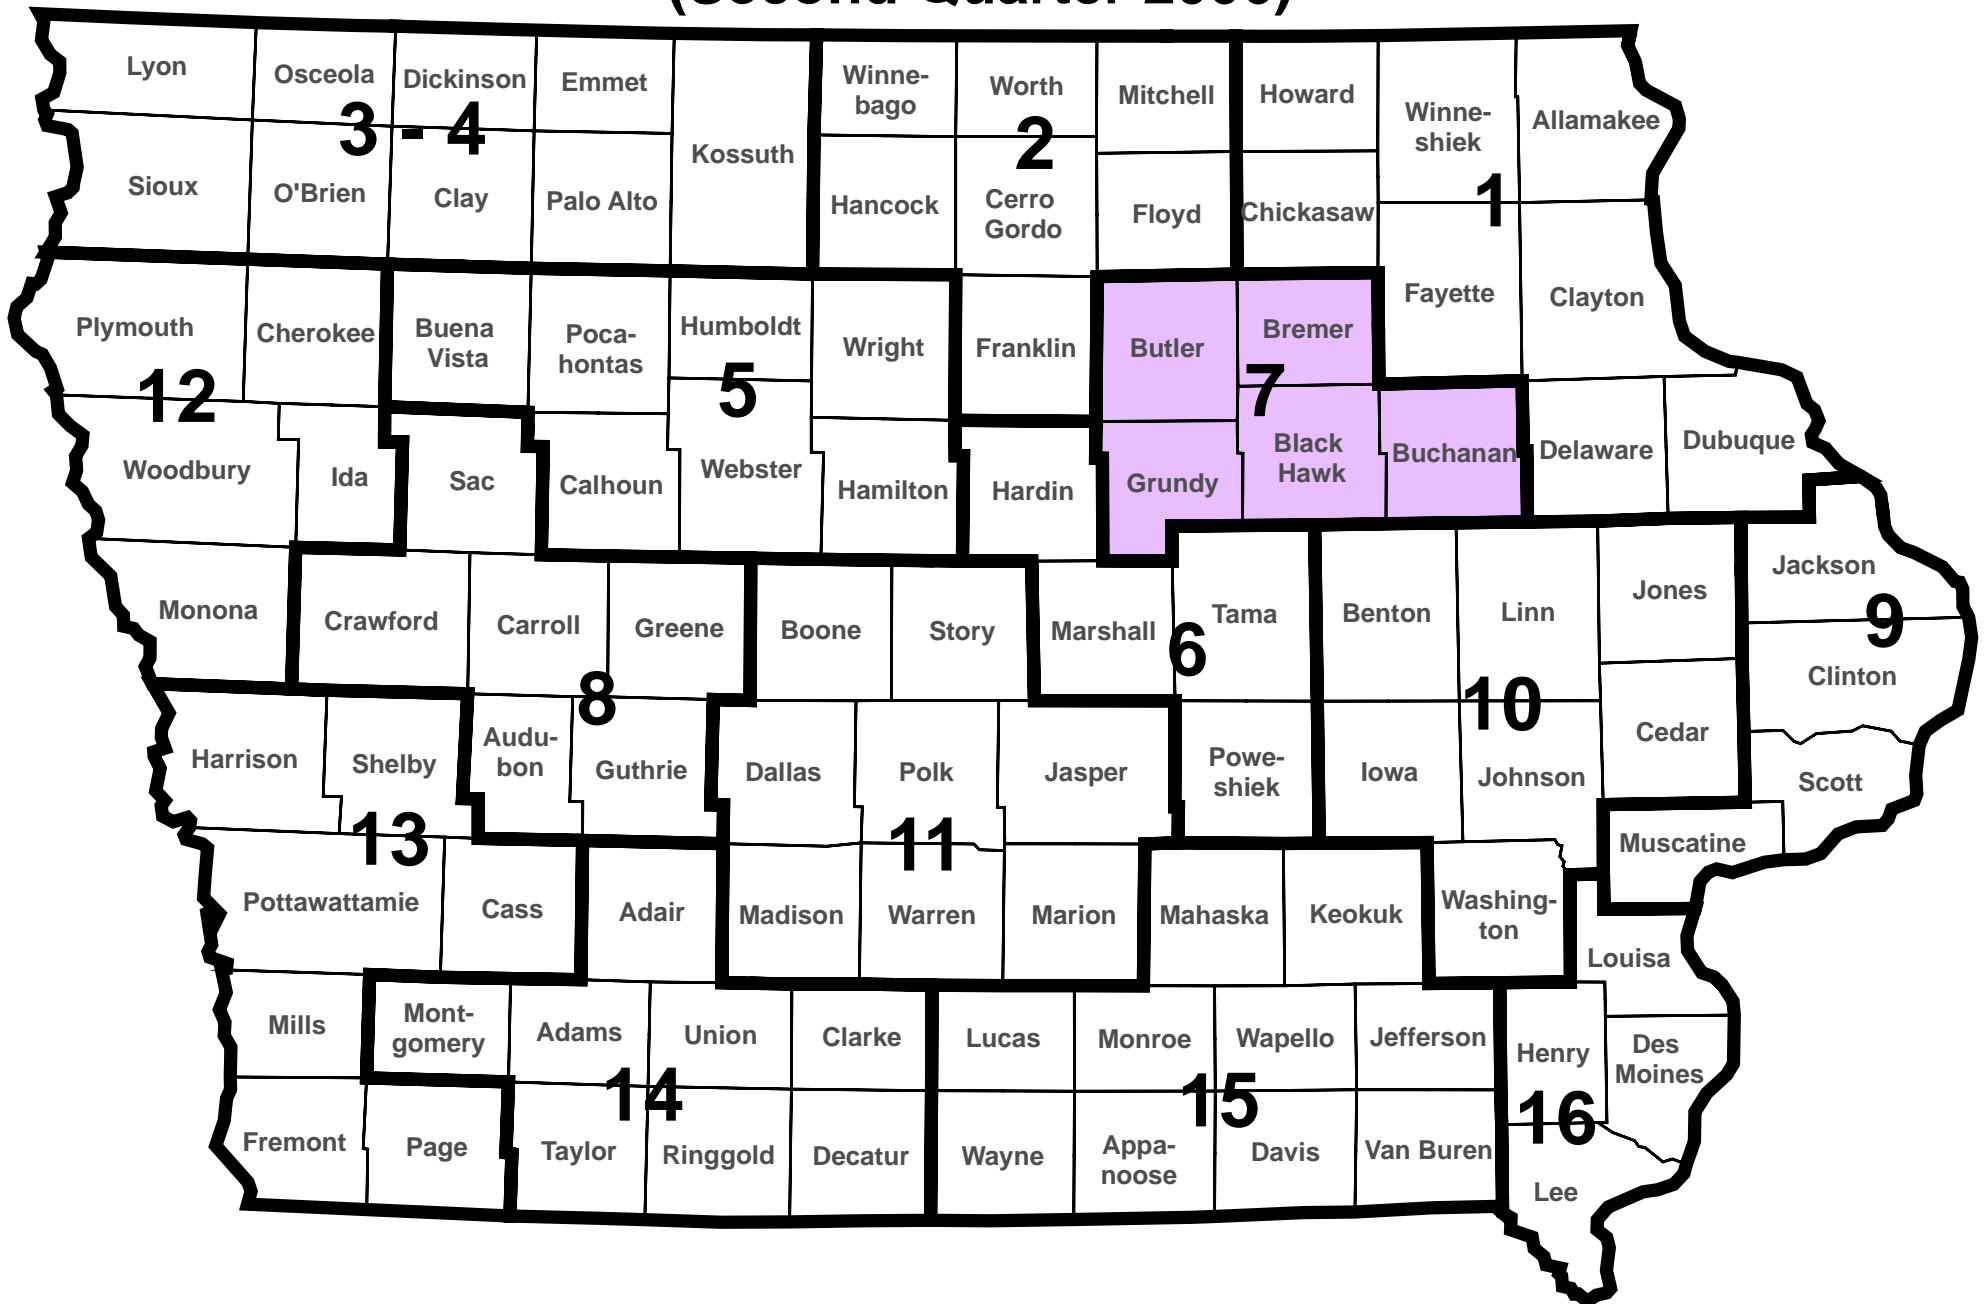 Lyon
Osceola
Dickinson
Emmet
Kossuth
Winne-
bago
Worth
Mitchell
Howard
Winne-
shiek
Allamakee
3 - 4
2
1
Sioux
O'Brien
Clay
Palo Alto
Hancock
Cerro
Gordo
Floyd
Chickasaw
Fayette
Clayton
Plymouth
Cherokee
Buena
Vista
Poca-
hontas
Humboldt
Wright
Franklin
Butler
Bremer
12
5
7
Woodbury
Ida
Sac
Calhoun
Webster
Hamilton
Hardin
Grundy
Black
Hawk
Buchanan
Delaware
Dubuque
Monona
Crawford
Carroll
Greene
Boone
Story
Marshall
Tama
Benton
Linn
Jones
Jackson
8
6
10
9
Clinton
Harrison
Shelby
Audu-
bon
Guthrie
Dallas
Polk
Jasper
Powe-
shiek
Iowa
Johnson
Cedar
Scott
13
11
Muscatine
Pottawattamie
Cass
Adair
Madison
Warren
Marion
Mahaska
Keokuk
Washing-
ton
Louisa
Mills
Mont-
gomery
Adams
Union
Clarke
Lucas
Monroe
Wapello
Jefferson
Henry
Des
Moines
14
15
16
Fremont
Page
Taylor
Ringgold
Decatur
Wayne
Appa-
noose
Davis
Van Buren
Lee